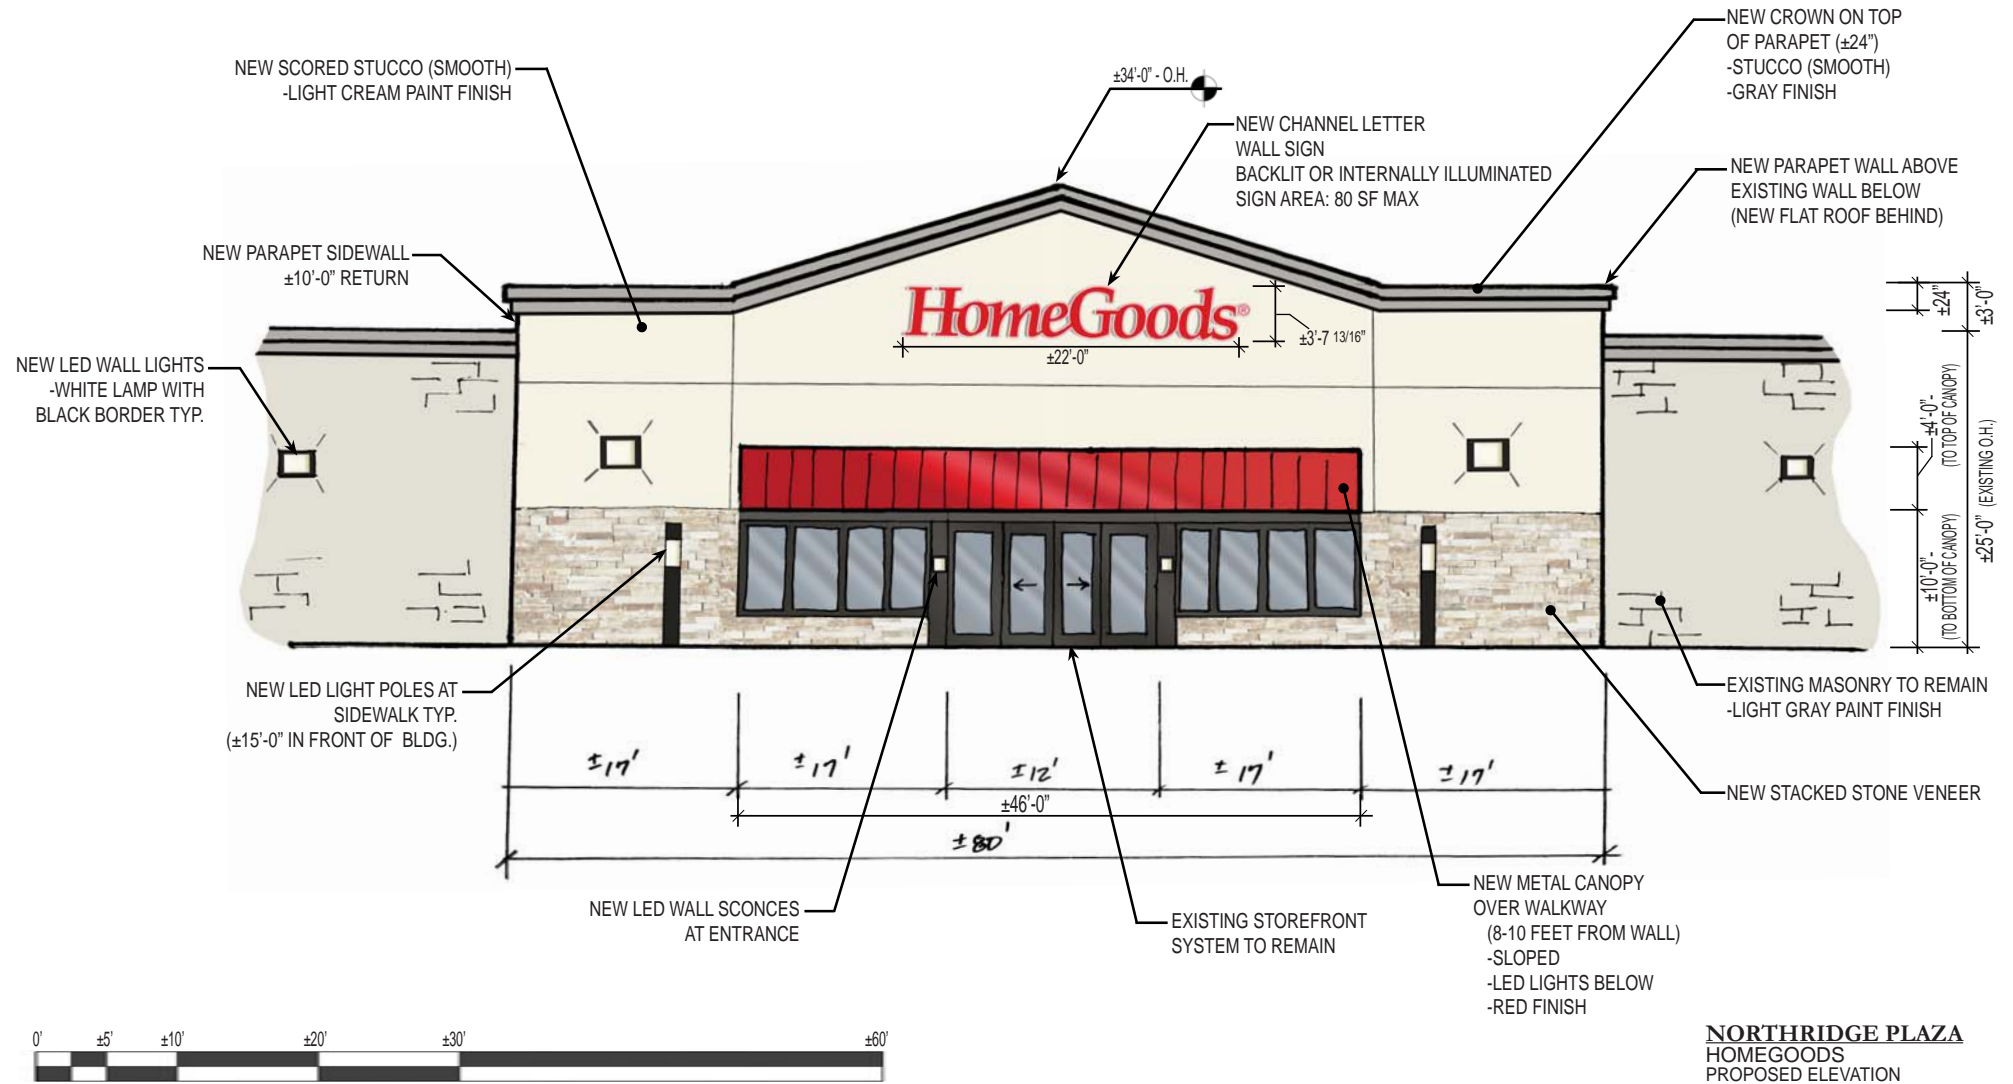 NEW SCORED STUCCO (SMOOTH)
-LIGHT CREAM PAINT FINISH
±34'-0" - O.H.
NEW CROWN ON TOP
OF PARAPET (±24")
-STUCCO (SMOOTH)
-GRAY FINISH
NEW CHANNEL LETTER
WALL SIGN
BACKLIT OR INTERNALLY ILLUMINATED
SIGN AREA: 80 SF MAX
NEW PARAPET WALL ABOVE
EXISTING WALL BELOW
(NEW FLAT ROOF BEHIND)
NEW PARAPET SIDEWALL
±10'-0" RETURN
HomeGoods®
±3'-7 13/16"
±22'-0"
±24"
±3'-0"
NEW LED WALL LIGHTS
-WHITE LAMP WITH
BLACK BORDER TYP.
±4'-0"-
(TO TOP OF CANOPY)
±10'-0"-
(TO BOTTOM OF CANOPY)
±25'-0" (EXISTING O.H.)
NEW LED LIGHT POLES AT
SIDEWALK TYP.
(±15'-0" IN FRONT OF BLDG.)
EXISTING MASONRY TO REMAIN
-LIGHT GRAY PAINT FINISH
±17'
±17'
±12'
±17'
±17'
±46'-0"
±80'
NEW STACKED STONE VENEER
NEW LED WALL SCONCES
AT ENTRANCE
EXISTING STOREFRONT
SYSTEM TO REMAIN
NEW METAL CANOPY
OVER WALKWAY
(8-10 FEET FROM WALL)
-SLOPED
-LED LIGHTS BELOW
-RED FINISH
0' ±5' ±10' ±20' ±30' ±60'
NORTHRIDGE PLAZA
HOMEGOODS
PROPOSED ELEVATION